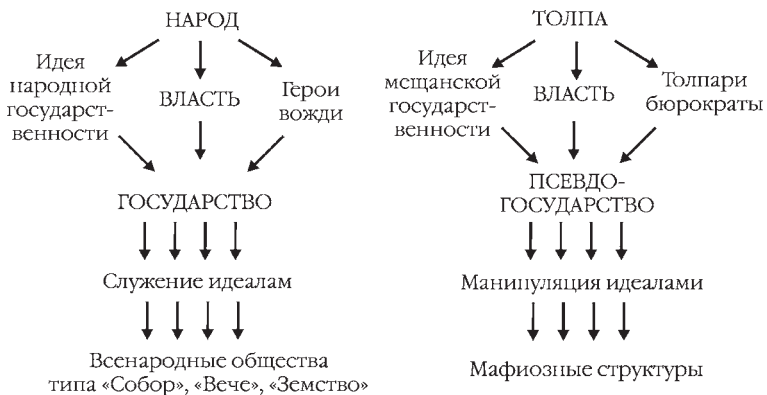 НАРОД
Идея
народной
государст-
венности
ВЛАСТЬ
Герои
вожди
ГОСУДАРСТВО
Служение идеалам
Всенародные общества
типа «Собор», «Вече», «Земство»
ТОЛПА
Идея
мещанской
государст-
венности
ВЛАСТЬ
Толпари
бюрократы
ПСЕВДО-
ГОСУДАРСТВО
Манипуляция идеалами
Мафиозные структуры